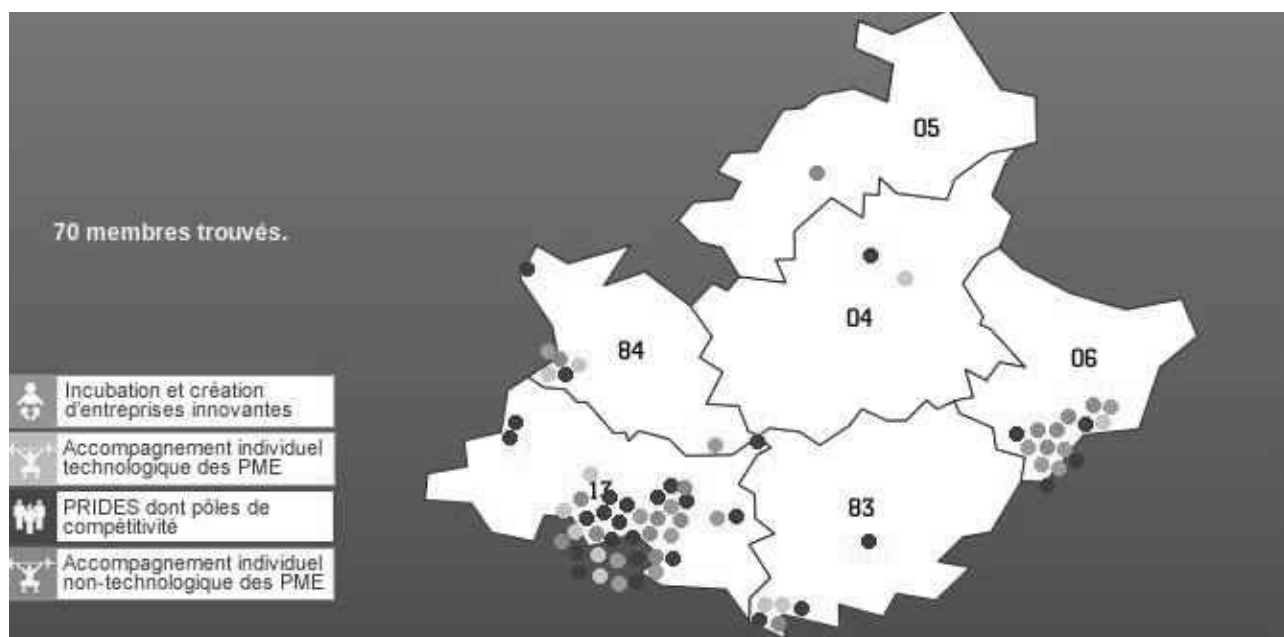 05
70 membres trouvés.
04
84
06
Incubation et création
d'entreprises innovantes
Accompagnement individuel
technologique des PME
13
PRIDES dont pôles de
compétitivité
83
Accompagnement individuel
non-technologique des PME